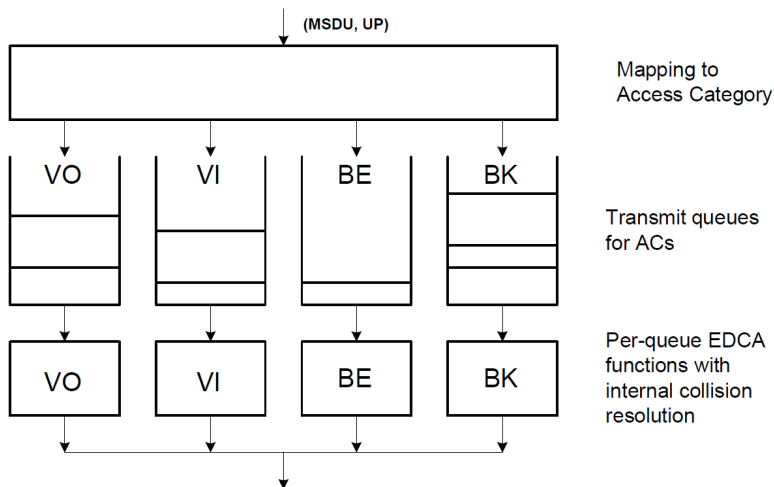 (MSDU, UP)
Mapping to
Access Category
VO
VI
BE
BK
Transmit queues
for ACs
Per-queue EDCA
functions with
internal collision
resolution
VO
VI
BE
BK